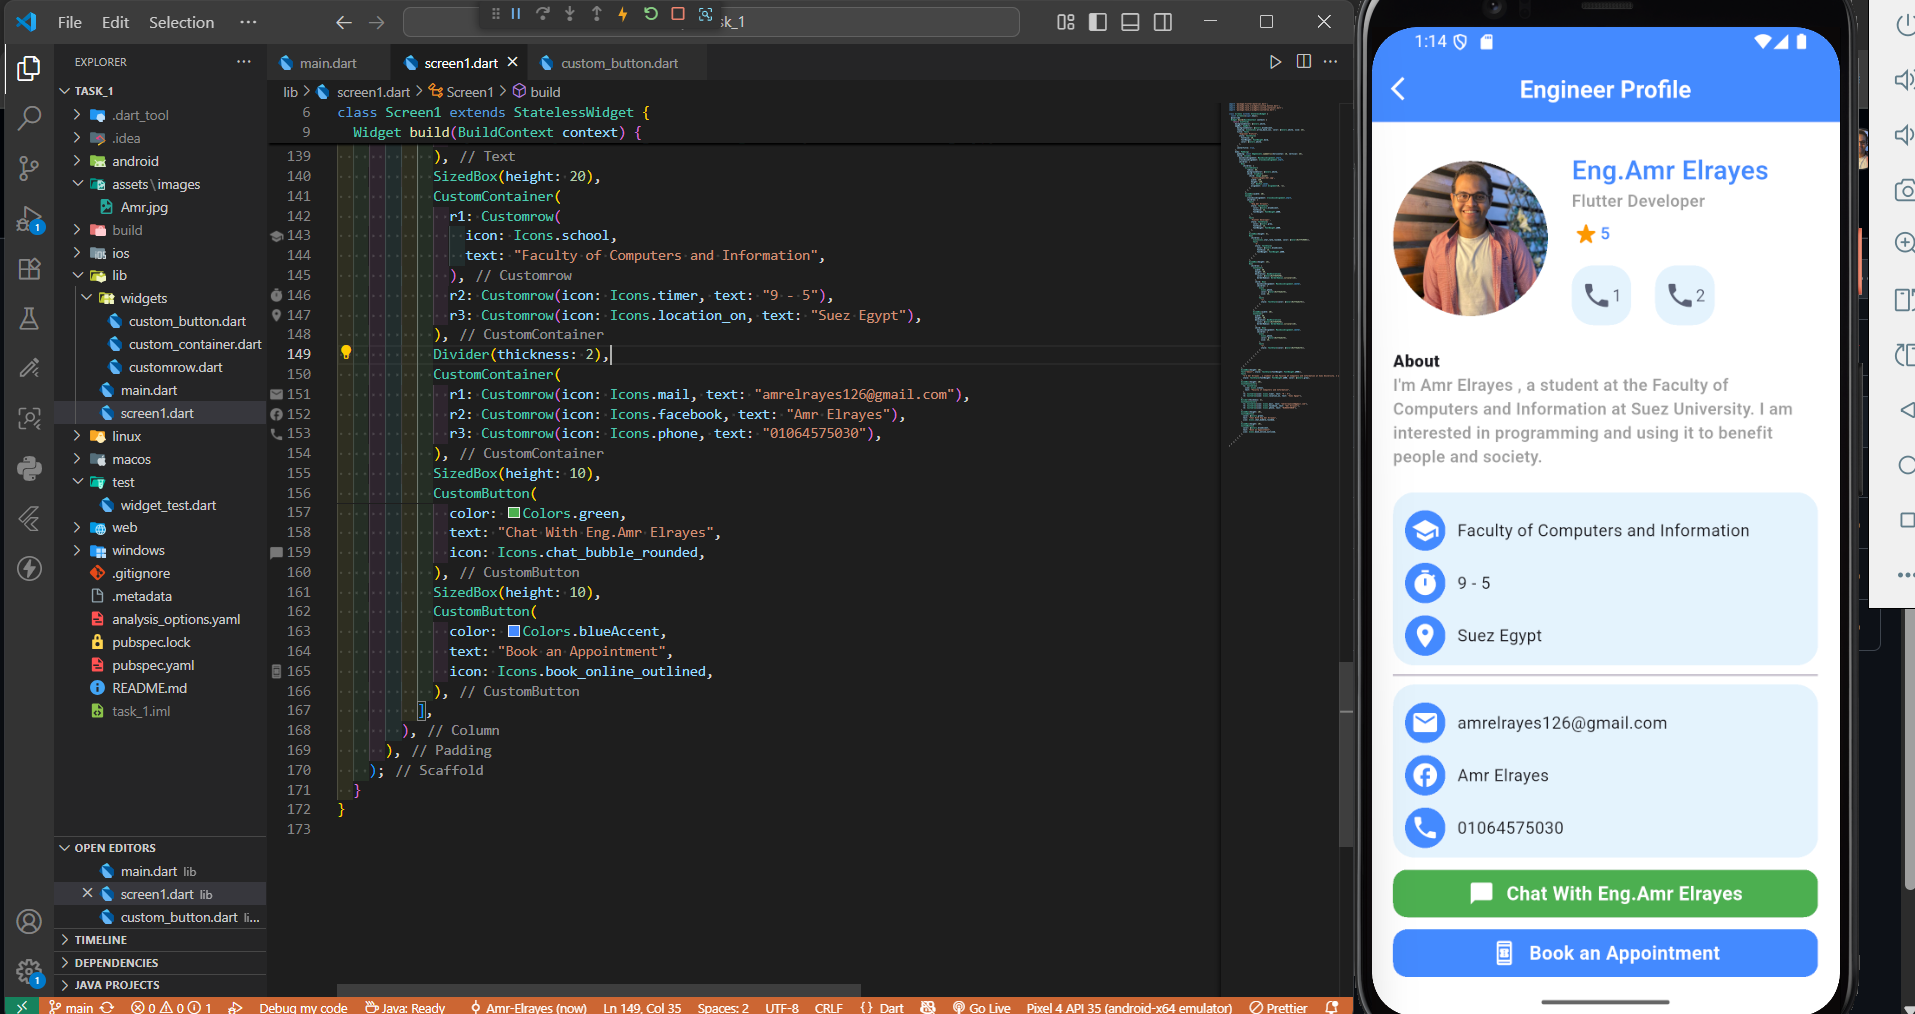 File Edit Selection ···
sk_1
EXPLORER
TASK_1
.dart_tool
.idea
android
assets\images
Amr.jpg
build
ios
lib
widgets
custom_button.dart
custom_container.dart
customrow.dart
main.dart
screen1.dart
linux
macos
test
widget_test.dart
web
windows
.gitignore
.metadata
analysis_options.yaml
pubspec.lock
pubspec.yaml
README.md
task_1.iml
OPEN EDITORS
main.dart lib
screen1.dart lib
custom_button.dart li...
TIMELINE
DEPENDENCIES
JAVA PROJECTS
1
1
main.dart
screen1.dart
custom_button.dart
lib > screen1.dart > Screen1 > build
6 class Screen1 extends StatelessWidget {
9 Widget build(BuildContext context) {
139 ), // Text
140 SizedBox(height: 20),
141 CustomContainer(
142 r1: Customrow(
143 icon: Icons.school,
144 text: "Faculty of Computers and Information",
145 ), // Customrow
146 r2: Customrow(icon: Icons.timer, text: "9 - 5"),
147 r3: Customrow(icon: Icons.location_on, text: "Suez Egypt"),
148 ), // CustomContainer
149 Divider(thickness: 2),
150 CustomContainer(
151 r1: Customrow(icon: Icons.mail, text: "amrelrayes126@gmail.com"),
152 r2: Customrow(icon: Icons.facebook, text: "Amr Elrayes"),
153 r3: Customrow(icon: Icons.phone, text: "01064575030"),
154 ), // CustomContainer
155 SizedBox(height: 10),
156 CustomButton(
157 color: Colors.green,
158 text: "Chat With Eng.Amr Elrayes",
159 icon: Icons.chat_bubble_rounded,
160 ), // CustomButton
161 SizedBox(height: 10),
162 CustomButton(
163 color: Colors.blueAccent,
164 text: "Book an Appointment",
165 icon: Icons.book_online_outlined,
166 ), // CustomButton
167 ],
168 ), // Column
169 ), // Padding
170 ); // Scaffold
171 }
172 }
173
main 0 0 1 Debug my code Java: Ready Amr-Elrayes (now) Ln 149, Col 35 Spaces: 2 UTF-8 CRLF {} Dart Go Live Pixel 4 API 35 (android-x64 emulator) Prettier
1:14
Engineer Profile
Eng.Amr Elrayes
Flutter Developer
5
1
2
About
I'm Amr Elrayes , a student at the Faculty of
Computers and Information at Suez University. I am
interested in programming and using it to benefit
people and society.
Faculty of Computers and Information
9 - 5
Suez Egypt
amrelrayes126@gmail.com
Amr Elrayes
01064575030
Chat With Eng.Amr Elrayes
Book an Appointment